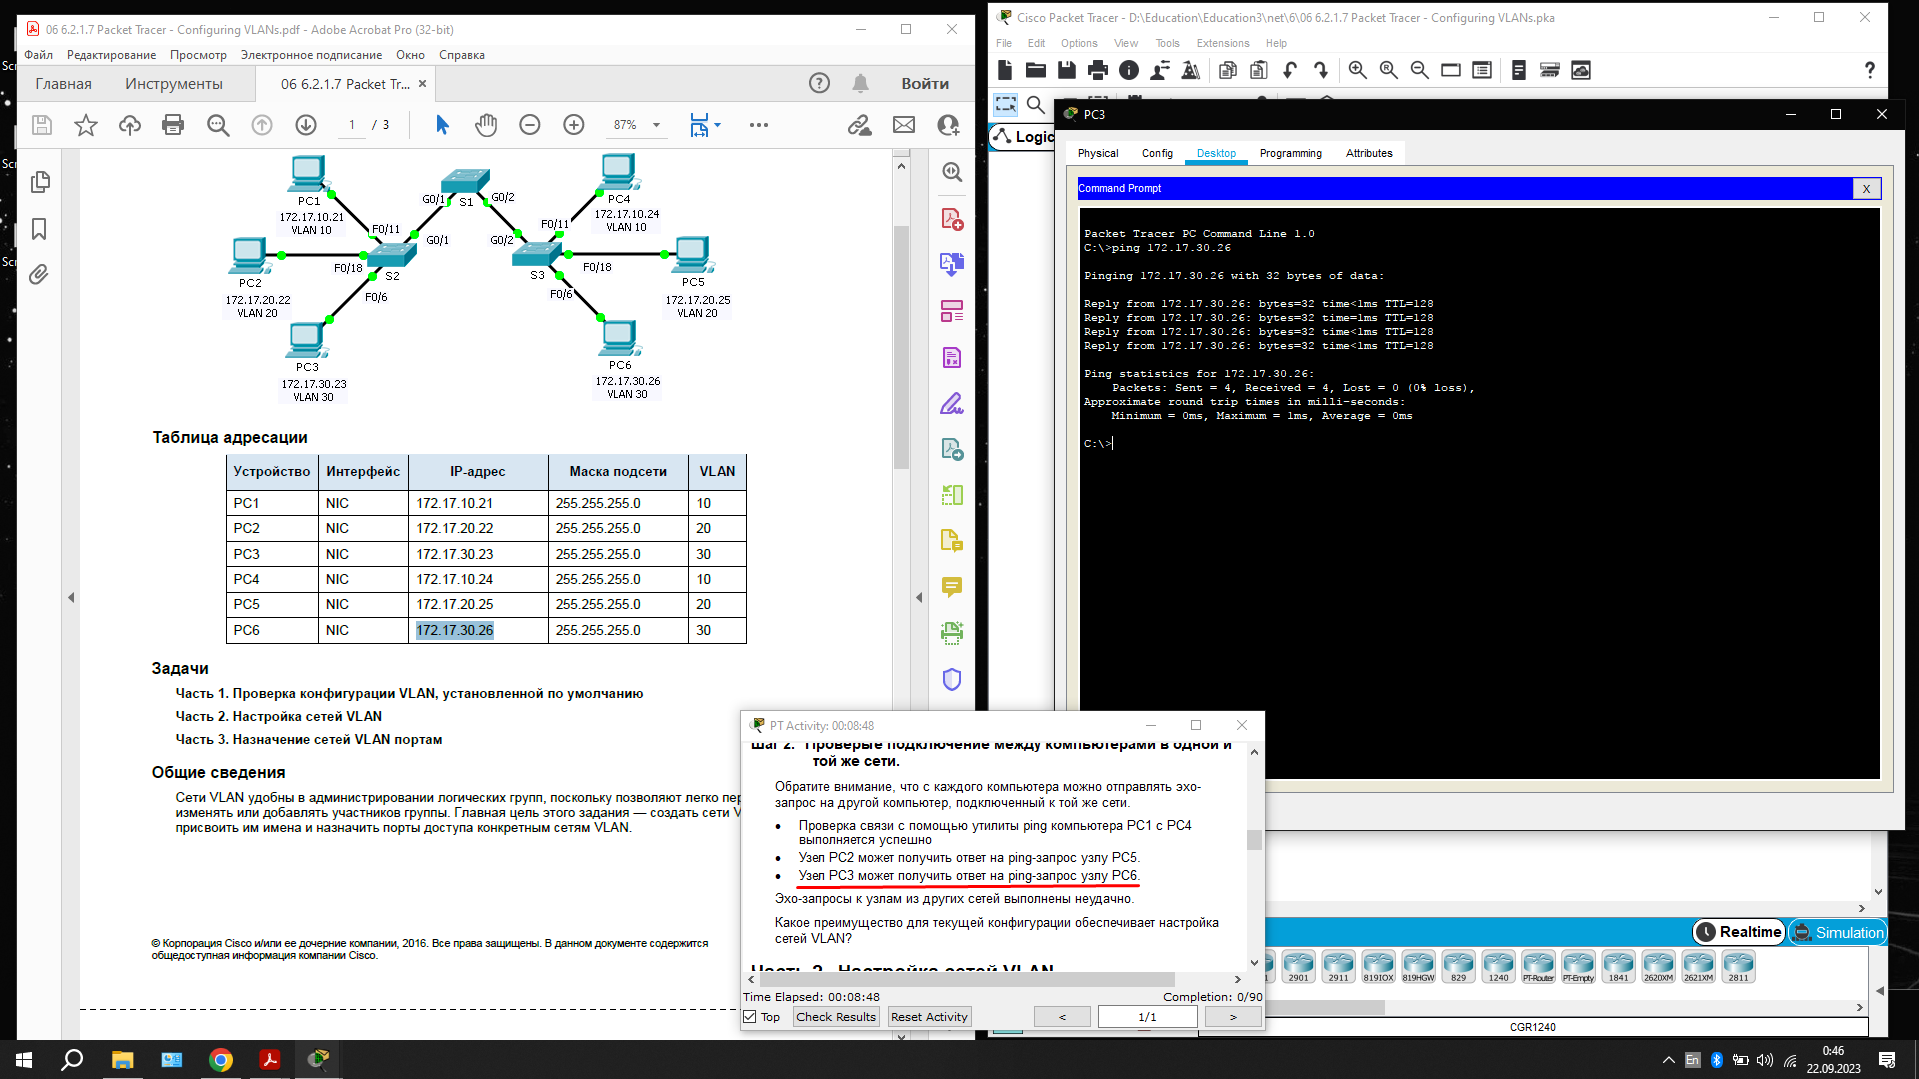 06 6.2.1.7 Packet Tracer - Configuring VLANs.pdf - Adobe Acrobat Pro (32-bit)
Файл Редактирование Просмотр Электронное подписание Окно Справка
Главная Инструменты 06 6.2.1.7 Packet Tr... × Войти
1 / 3 87%
PC1
172.17.10.21
VLAN 10
G0/1
S1
G0/2
PC4
172.17.10.24
VLAN 10
F0/11
G0/1
F0/11
G0/2
PC2
172.17.20.22
VLAN 20
F0/18
S2
F0/6
S3
F0/18
F0/6
PC5
172.17.20.25
VLAN 20
PC3
172.17.30.23
VLAN 30
PC6
172.17.30.26
VLAN 30
Таблица адресации
Устройство Интерфейс IP-адрес Маска подсети VLAN
PC1 NIC 172.17.10.21 255.255.255.0 10
PC2 NIC 172.17.20.22 255.255.255.0 20
PC3 NIC 172.17.30.23 255.255.255.0 30
PC4 NIC 172.17.10.24 255.255.255.0 10
PC5 NIC 172.17.20.25 255.255.255.0 20
PC6 NIC 172.17.30.26 255.255.255.0 30
Задачи
Часть 1. Проверка конфигурации VLAN, установленной по умолчанию
Часть 2. Настройка сетей VLAN
Часть 3. Назначение сетей VLAN портам
Общие сведения
Сети VLAN удобны в администрировании логических групп, поскольку позволяют легко пер
изменять или добавлять участников группы. Главная цель этого задания — создать сети V
присвоить им имена и назначить порты доступа конкретным сетям VLAN.
© Корпорация Cisco и/или ее дочерние компании, 2016. Все права защищены. В данном документе содержится
общедоступная информация компании Cisco.
Cisco Packet Tracer - D:\Education\Education3\net\6\06 6.2.1.7 Packet Tracer - Configuring VLANs.pka
File Edit Options View Tools Extensions Help
Logic
PC3
Physical Config Desktop Programming Attributes
Command Prompt X
Packet Tracer PC Command Line 1.0
C:\>ping 172.17.30.26
Pinging 172.17.30.26 with 32 bytes of data:
Reply from 172.17.30.26: bytes=32 time<1ms TTL=128
Reply from 172.17.30.26: bytes=32 time=1ms TTL=128
Reply from 172.17.30.26: bytes=32 time<1ms TTL=128
Reply from 172.17.30.26: bytes=32 time<1ms TTL=128
Ping statistics for 172.17.30.26:
Packets: Sent = 4, Received = 4, Lost = 0 (0% loss),
Approximate round trip times in milli-seconds:
Minimum = 0ms, Maximum = 1ms, Average = 0ms
C:\>
PT Activity: 00:08:48
Шаг 2. Проверьте подключение между компьютерами в одной и
той же сети.
Обратите внимание, что с каждого компьютера можно отправлять эхо-
запрос на другой компьютер, подключенный к той же сети.
• Проверка связи с помощью утилиты ping компьютера PC1 с PC4
выполняется успешно
• Узел PC2 может получить ответ на ping-запрос узлу PC5.
• Узел PC3 может получить ответ на ping-запрос узлу PC6.
Эхо-запросы к узлам из других сетей выполнены неудачно.
Какое преимущество для текущей конфигурации обеспечивает настройка
сетей VLAN?
Часть 2. Настройка сетей VLAN
Time Elapsed: 00:08:48 Completion: 0/90
Top Check Results Reset Activity < 1/1 >
Realtime Simulation
2901 2911 819IOX 819HGW 829 1240 PT-Router PT-Empty 1841 2620XM 2621XM 2811
CGR1240
En
0:46
22.09.2023